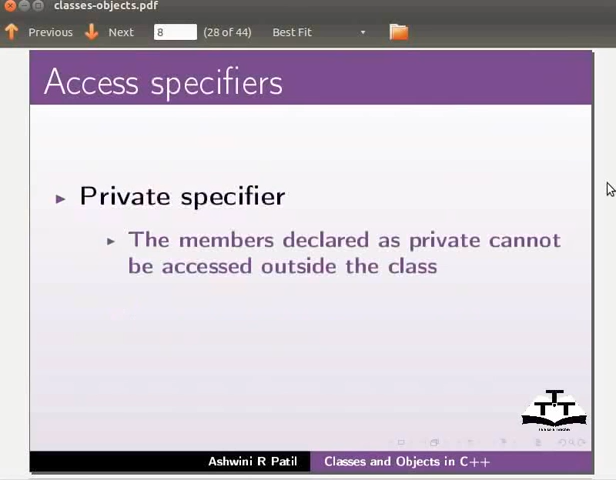 classes-objects.pdf
Previous Next 8 (28 of 44) Best Fit
Access specifiers
Private specifier
The members declared as private cannot
be accessed outside the class
Ashwini R Patil Classes and Objects in C++